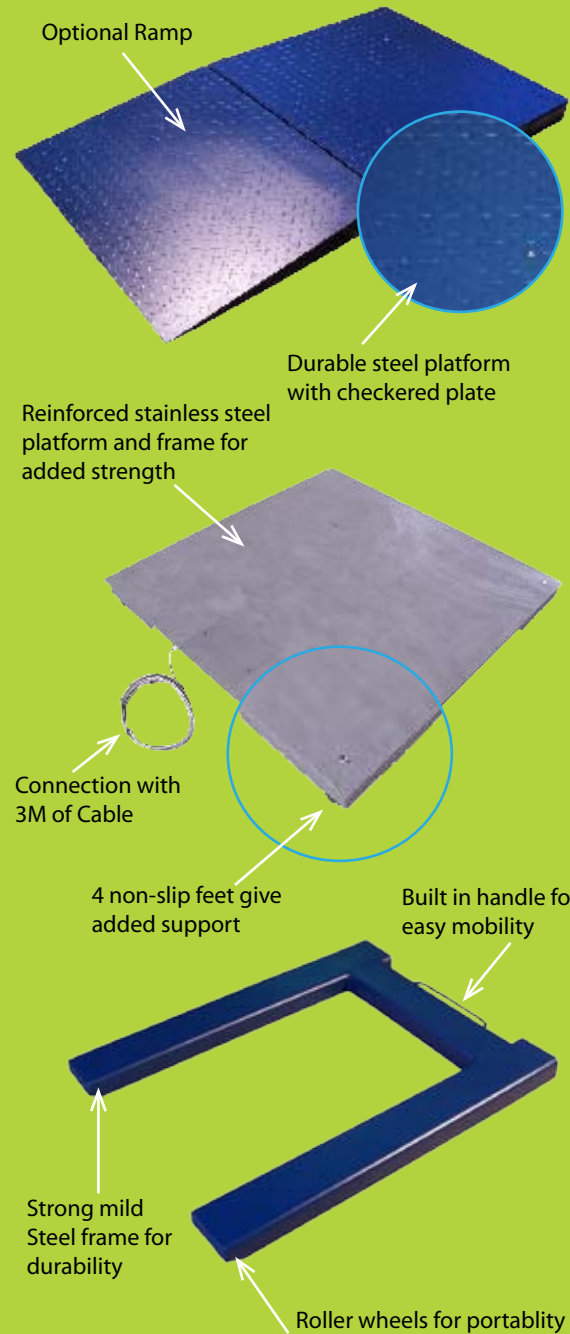 Optional Ramp
Durable steel platform
with checkered plate
Reinforced stainless steel
platform and frame for
added strength
Connection with
3M of Cable
4 non-slip feet give
added support
Built in handle fo
easy mobility
Strong mild
Steel frame for
durability
Roller wheels for portablity